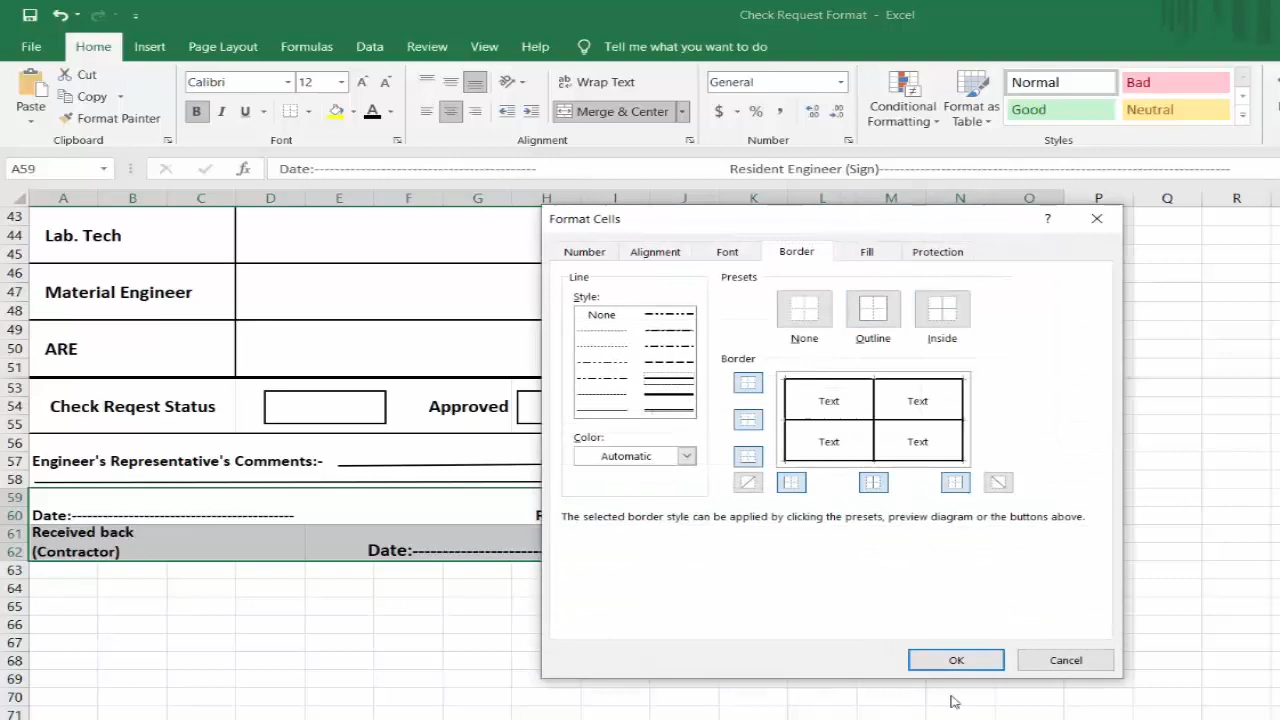 Check Request Format - Excel
File Home Insert Page Layout Formulas Data Review View Help Tell me what you want to do
Paste
Cut
Copy
Format Painter
Clipboard
Calibri 12
B I U A
Font
Wrap Text
Merge & Center
Alignment
General
$ % ,
Number
Conditional Formatting
Format as Table
Normal Bad
Good Neutral
Styles
A59 fx Date:------------------------------------------- Resident Engineer (Sign)-------------------------------------------------------------------
A B C D E F G H I J K L M N O P Q R
43
44 Lab. Tech
45
46
47 Material Engineer
48
49
50 ARE
51
53
54 Check Reqest Status Approved
55
56
57 Engineer's Representative's Comments:-
58
59
60 Date:-------------------------------------------
61 Received back
62 (Contractor) Date:-------------------------
63
64
65
66
67
68
69
70
71
Format Cells ?
Number Alignment Font Border Fill Protection
Line
Style:
None
Color:
Automatic
Presets
None Outline Inside
Border
Text Text
Text Text
The selected border style can be applied by clicking the presets, preview diagram or the buttons above.
OK Cancel